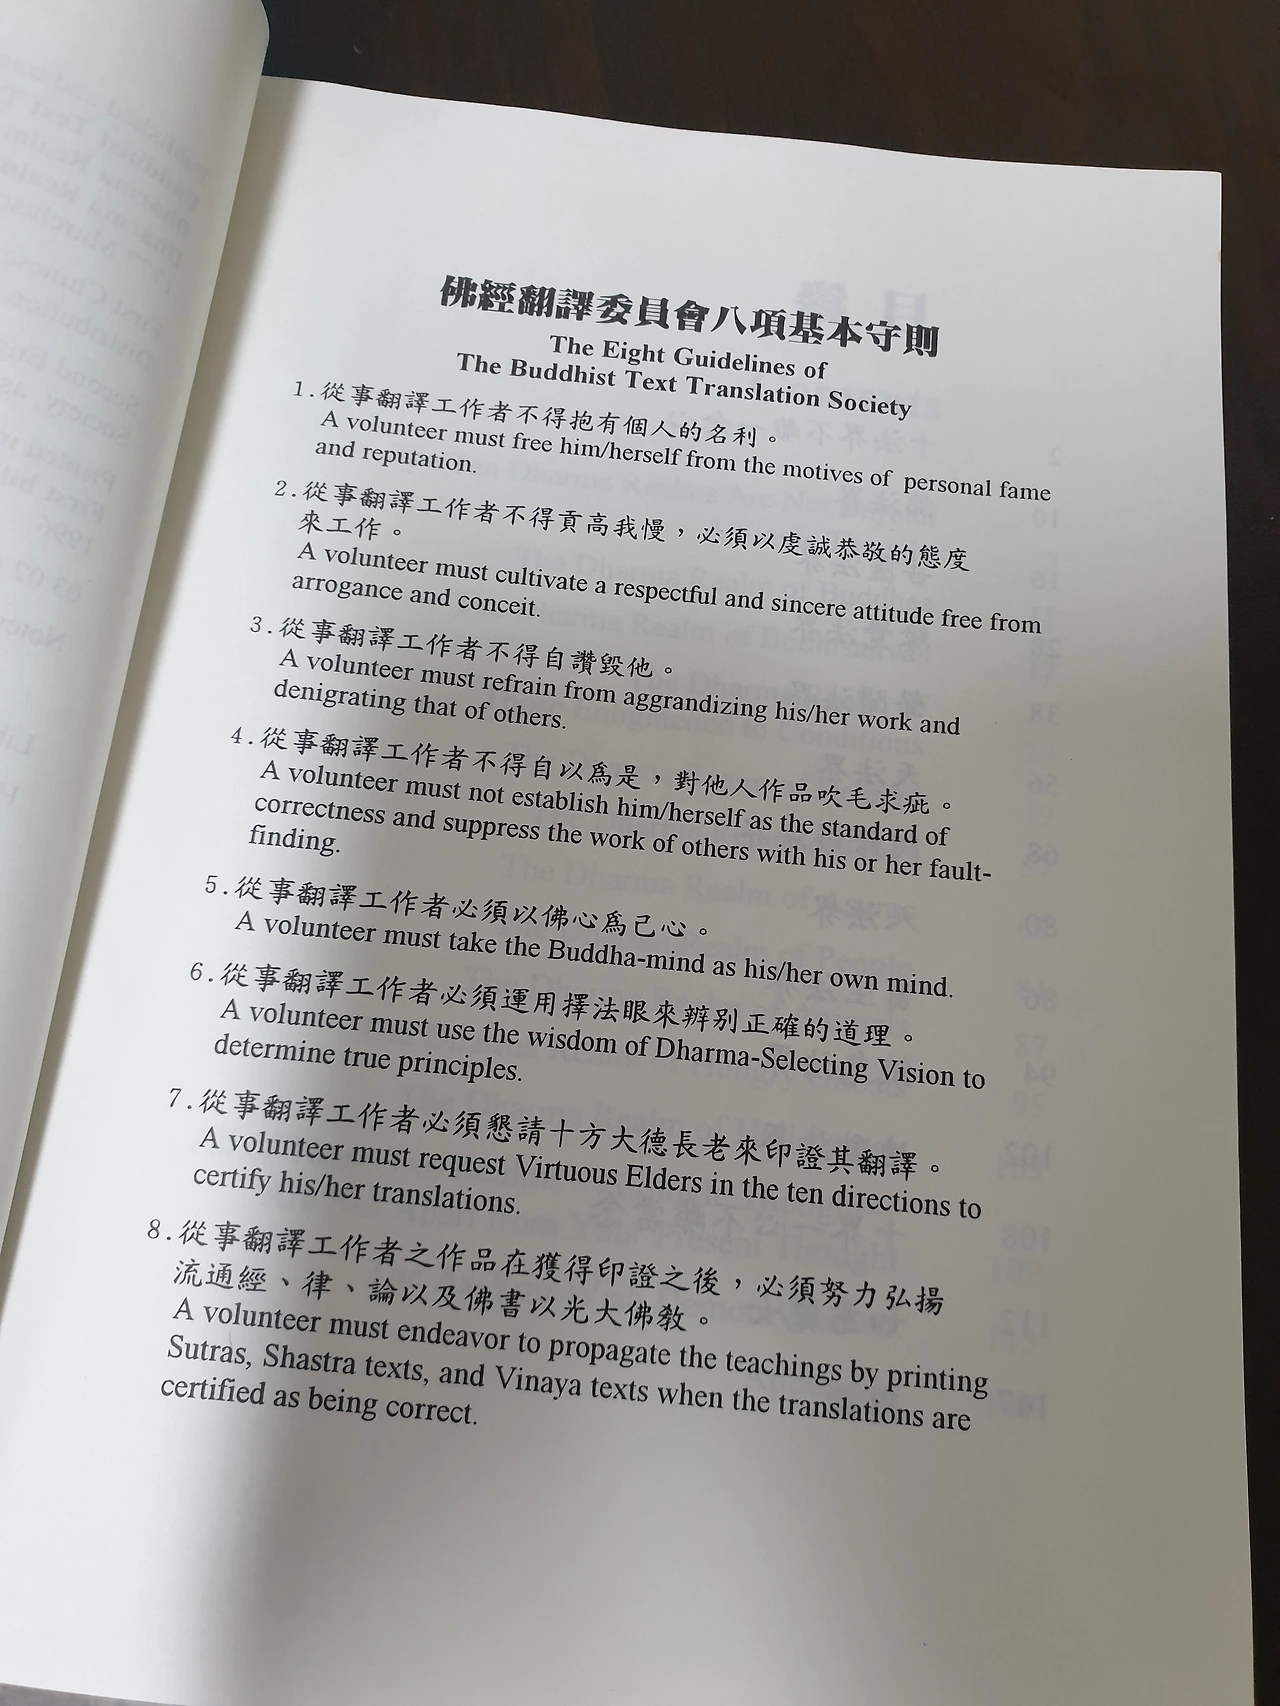 佛經翻譯委員會八項基本守則
The Eight Guidelines of
The Buddhist Text Translation Society
1.從事翻譯工作者不得抱有個人的名利。
A volunteer must free him/herself from the motives of personal fame
and reputation.
2.從事翻譯工作者不得貢高我慢，必須以虔誠恭敬的態度
來工作。
A volunteer must cultivate a respectful and sincere attitude free from
arrogance and conceit.
3.從事翻譯工作者不得自讚毀他。
A volunteer must refrain from aggrandizing his/her work and
denigrating that of others.
4.從事翻譯工作者不得自以為是，對他人作品吹毛求疵。
A volunteer must not establish him/herself as the standard of
correctness and suppress the work of others with his or her fault-
finding.
5.從事翻譯工作者必須以佛心為己心。
A volunteer must take the Buddha-mind as his/her own mind.
6.從事翻譯工作者必須運用擇法眼來辨別正確的道理。
A volunteer must use the wisdom of Dharma-Selecting Vision to
determine true principles.
7.從事翻譯工作者必須懇請十方大德長老來印證其翻譯。
A volunteer must request Virtuous Elders in the ten directions to
certify his/her translations.
8.從事翻譯工作者之作品在獲得印證之後，必須努力弘揚
流通經、律、論以及佛書以光大佛教。
A volunteer must endeavor to propagate the teachings by printing
Sutras, Shastra texts, and Vinaya texts when the translations are
certified as being correct.